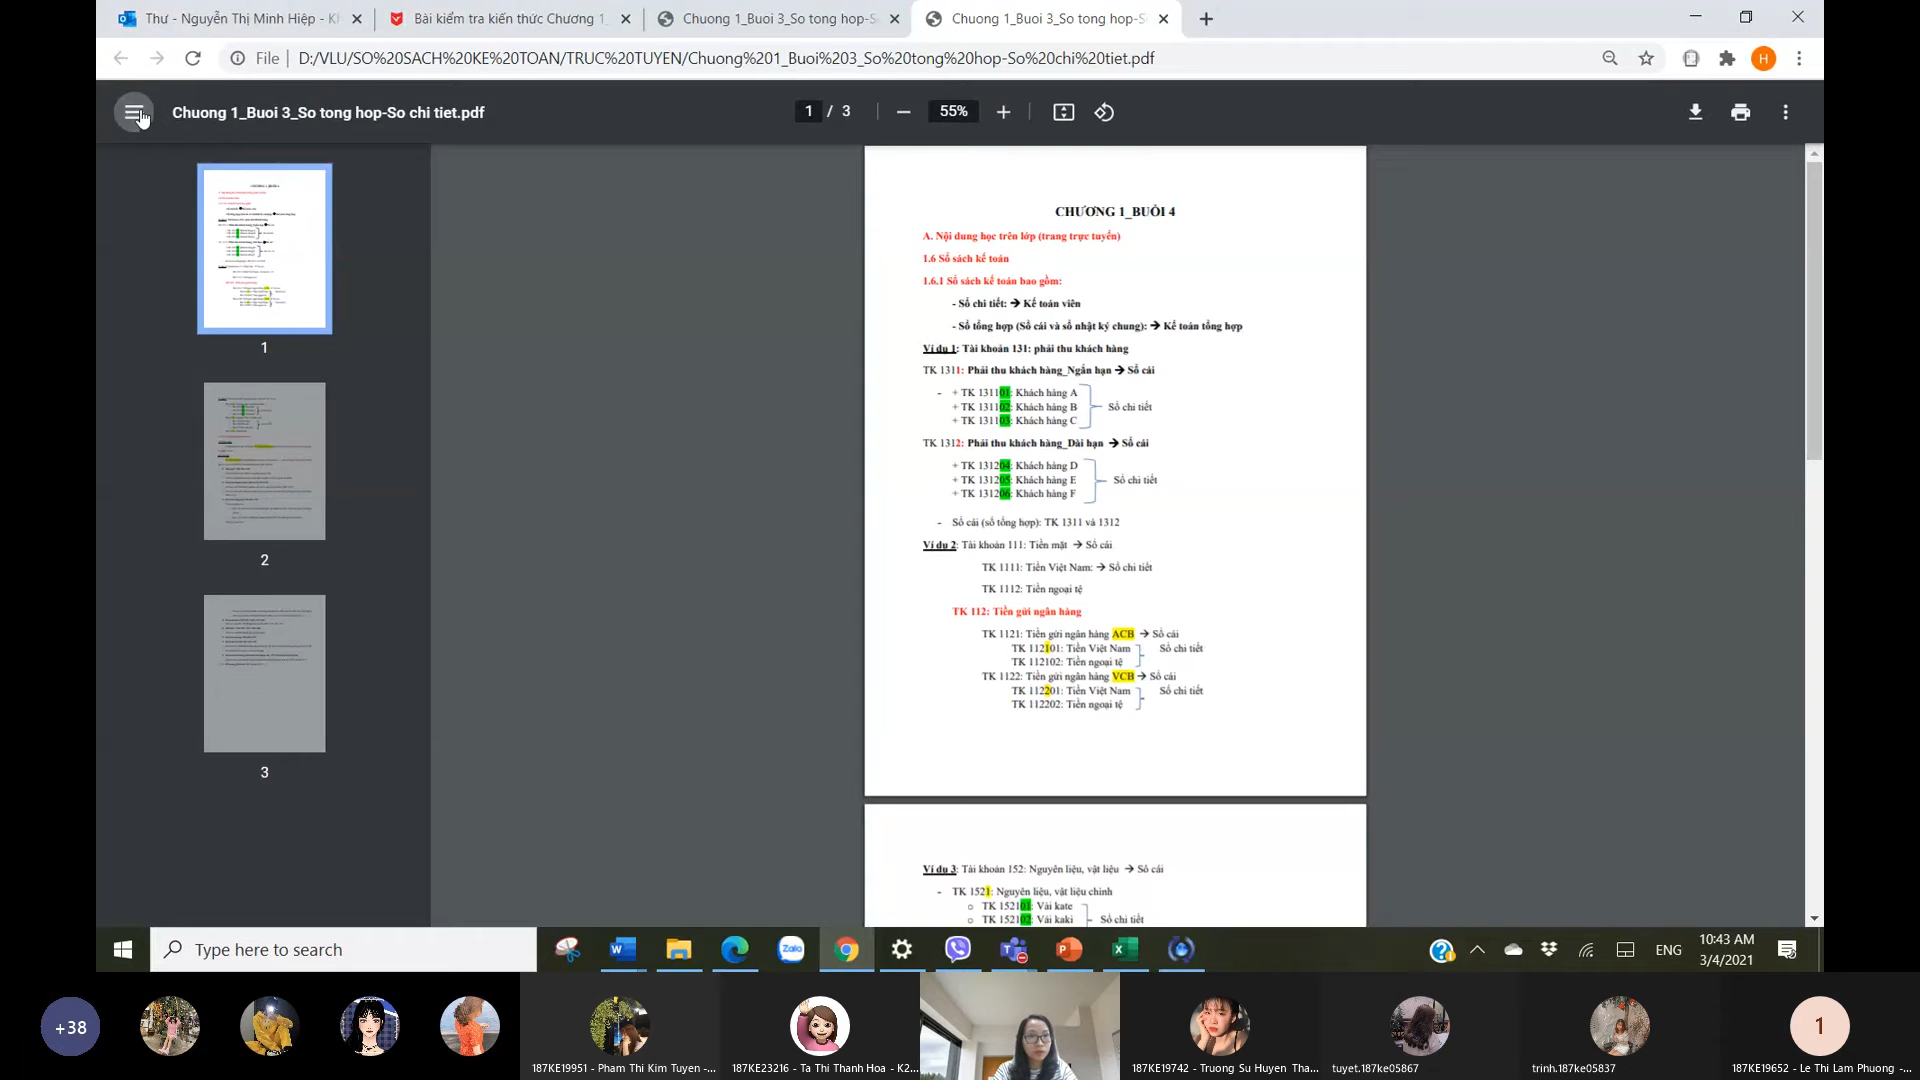 Thư - Nguyễn Thị Minh Hiệp - Kh
Bài kiểm tra kiến thức Chương 1_
Chuong 1_Buoi 3_So tong hop-S
Chuong 1_Buoi 3_So tong hop-S
File
D:/VLU/SO%20SACH%20KE%20TOAN/TRUC%20TUYEN/Chuong%201_Buoi%203_So%20tong%20hop-So%20chi%20tiet.pdf
H
Chuong 1_Buoi 3_So tong hop-So chi tiet.pdf
1 / 3
55%
1
2
3
CHƯƠNG 1_BUỔI 4
A. Nội dung học trên lớp (trang trực tuyến)
1.6 Sổ sách kế toán
1.6.1 Sổ sách kế toán bao gồm:
- Sổ chi tiết: → Kế toán viên
- Sổ tổng hợp (Sổ cái và sổ nhật ký chung): → Kế toán tổng hợp
Ví dụ 1: Tài khoản 131: phải thu khách hàng
TK 1311: Phải thu khách hàng_Ngắn hạn → Sổ cái
- + TK 131101: Khách hàng A
+ TK 131102: Khách hàng B
Sổ chi tiết
+ TK 131103: Khách hàng C
TK 1312: Phải thu khách hàng_Dài hạn → Sổ cái
+ TK 131204: Khách hàng D
+ TK 131205: Khách hàng E
Sổ chi tiết
+ TK 131206: Khách hàng F
- Sổ cái (sổ tổng hợp): TK 1311 và 1312
Ví dụ 2: Tài khoản 111: Tiền mặt → Sổ cái
TK 1111: Tiền Việt Nam: → Sổ chi tiết
TK 1112: Tiền ngoại tệ
TK 112: Tiền gửi ngân hàng
TK 1121: Tiền gửi ngân hàng ACB → Sổ cái
TK 112101: Tiền Việt Nam
Sổ chi tiết
TK 112102: Tiền ngoại tệ
TK 1122: Tiền gửi ngân hàng VCB → Sổ cái
TK 112201: Tiền Việt Nam
Sổ chi tiết
TK 112202: Tiền ngoại tệ
Ví dụ 3: Tài khoản 152: Nguyên liệu, vật liệu → Sổ cái
- TK 1521: Nguyên liệu, vật liệu chính
o TK 152101: Vải kate
o TK 152102: Vải kaki
Sổ chi tiết
Type here to search
Zalo
ENG
10:43 AM
3/4/2021
+38
187KE19951 - Pham Thi Kim Tuyen -...
187KE23216 - Ta Thi Thanh Hoa - K2...
187KE19742 - Truong Su Huyen Tha...
tuyet.187ke05867
trinh.187ke05837
1
187KE19652 - Le Thi Lam Phuong -...